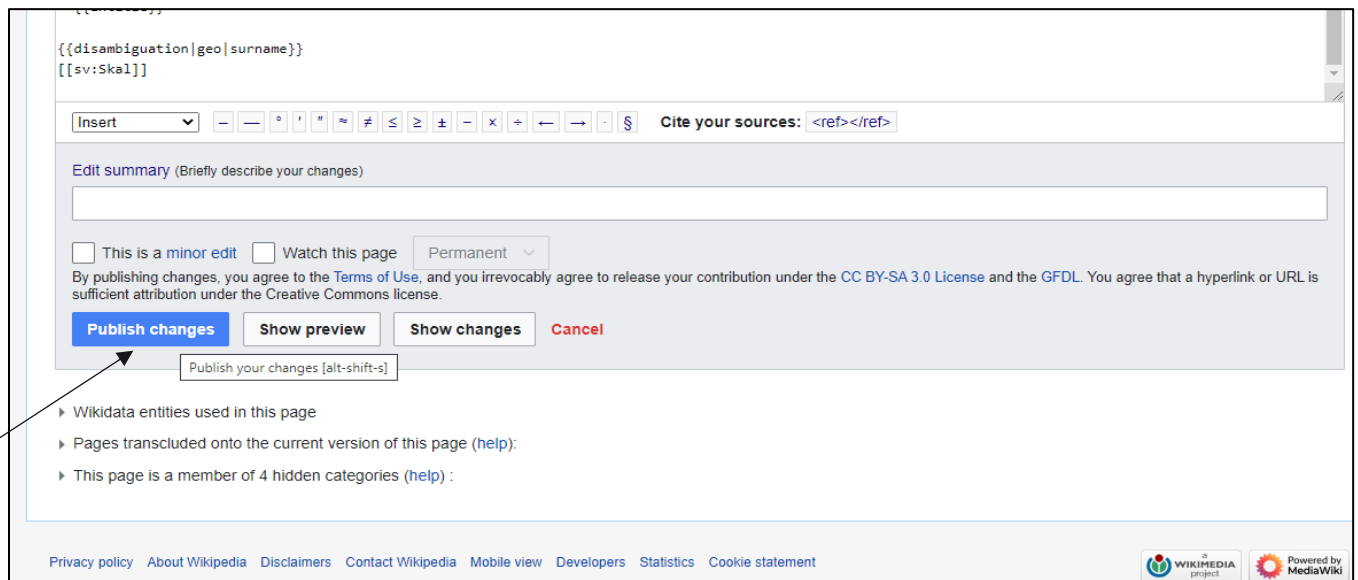 {{disambiguation|geo|surname}}
[[sv:Skal]]
Insert – — ° ′ ″ ≈ ≠ ≤ ≥ ± − × ÷ ← → · § Cite your sources: <ref></ref>
Edit summary (Briefly describe your changes)
This is a minor edit Watch this page Permanent
By publishing changes, you agree to the Terms of Use, and you irrevocably agree to release your contribution under the CC BY-SA 3.0 License and the GFDL. You agree that a hyperlink or URL is
sufficient attribution under the Creative Commons license.
Publish changes Show preview Show changes Cancel
Publish your changes [alt-shift-s]
Wikidata entities used in this page
Pages transcluded onto the current version of this page (help):
This page is a member of 4 hidden categories (help) :
Privacy policy About Wikipedia Disclaimers Contact Wikipedia Mobile view Developers Statistics Cookie statement
a WIKIMEDIA project
Powered by MediaWiki